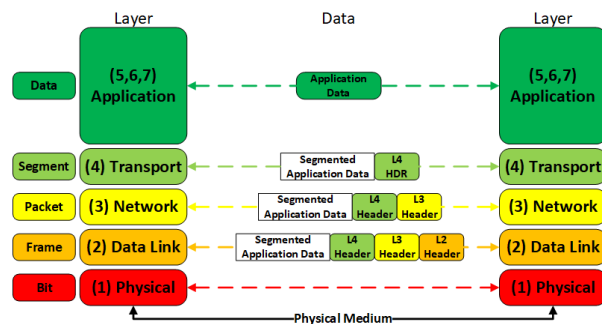 Layer Data Layer
(5,6,7)
Application
Data
Application
Data
(5,6,7)
Application
Segment
(4) Transport
Segmented
Application Data
L4
HDR
(4) Transport
Packet
(3) Network
Segmented
Application Data
L4
Header
L3
Header
(3) Network
Frame
(2) Data Link
Segmented
Application Data
L4
Header
L3
Header
L2
Header
(2) Data Link
Bit
(1) Physical
(1) Physical
Physical Medium